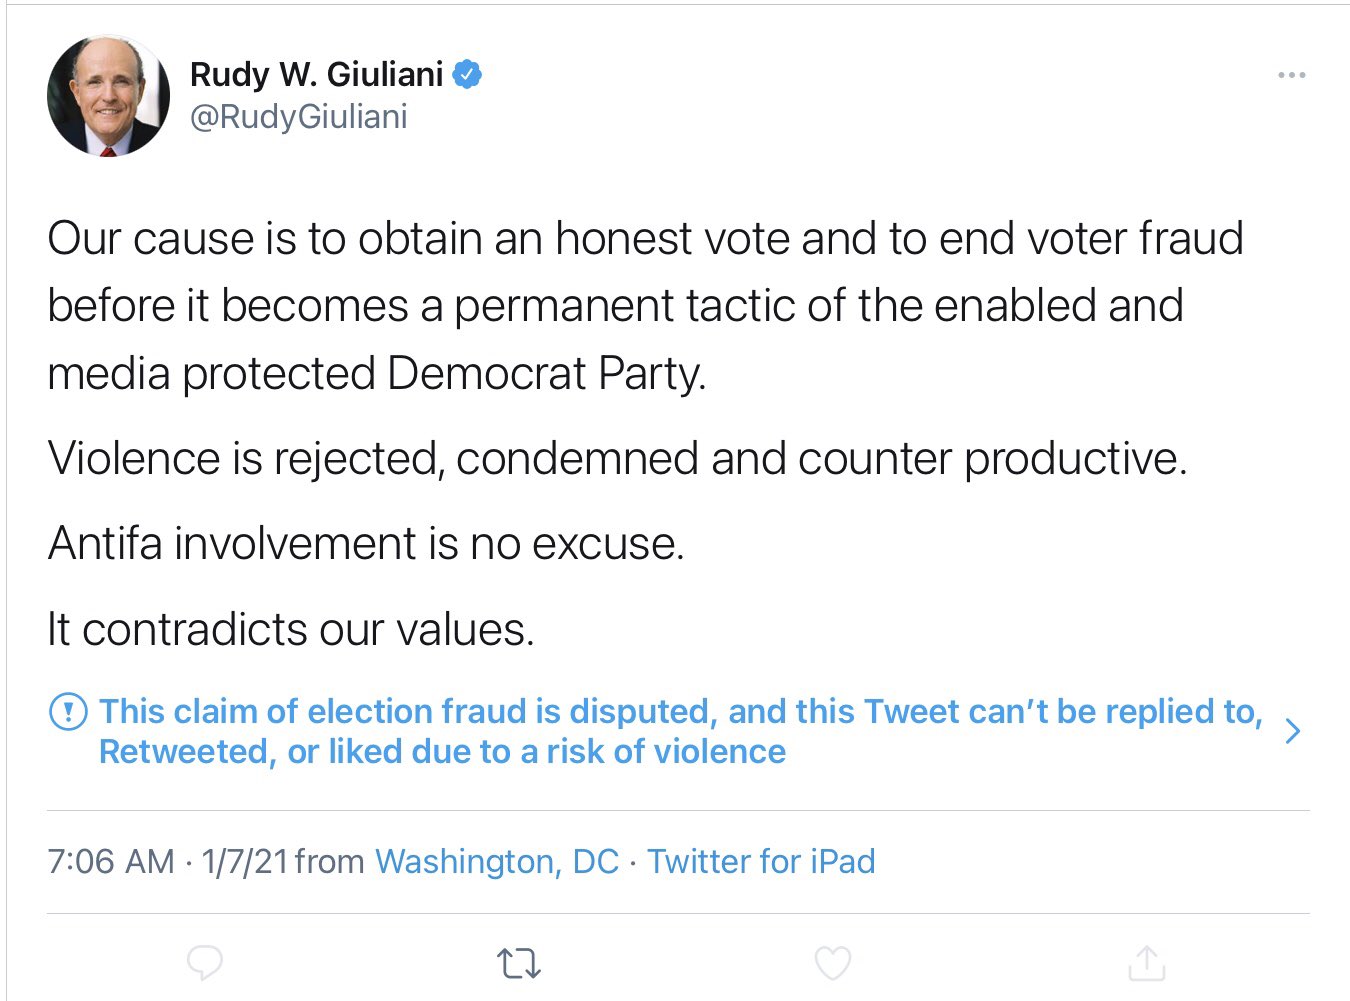 Rudy W. Giuliani
@RudyGiuliani
Our cause is to obtain an honest vote and to end voter fraud
before it becomes a permanent tactic of the enabled and
media protected Democrat Party.
Violence is rejected, condemned and counter productive.
Antifa involvement is no excuse.
It contradicts our values.
This claim of election fraud is disputed, and this Tweet can’t be replied to,
Retweeted, or liked due to a risk of violence
7:06 AM · 1/7/21 from Washington, DC · Twitter for iPad